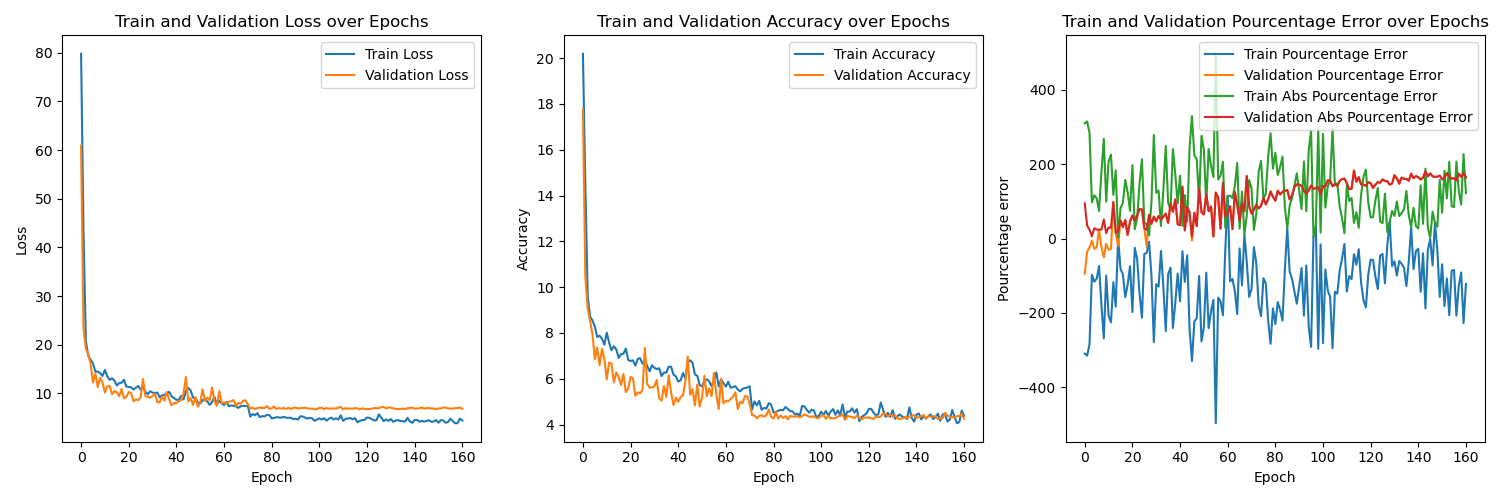 Train and Validation Loss over Epochs
Train Loss
Validation Loss
80
70
60
50
40
30
20
10
Loss
0 20 40 60 80 100 120 140 160
Epoch
Train and Validation Accuracy over Epochs
Train Accuracy
Validation Accuracy
20
18
16
14
12
10
8
6
4
Accuracy
0 20 40 60 80 100 120 140 160
Epoch
Train and Validation Pourcentage Error over Epochs
Train Pourcentage Error
Validation Pourcentage Error
Train Abs Pourcentage Error
Validation Abs Pourcentage Error
400
200
0
−200
−400
Pourcentage error
0 20 40 60 80 100 120 140 160
Epoch